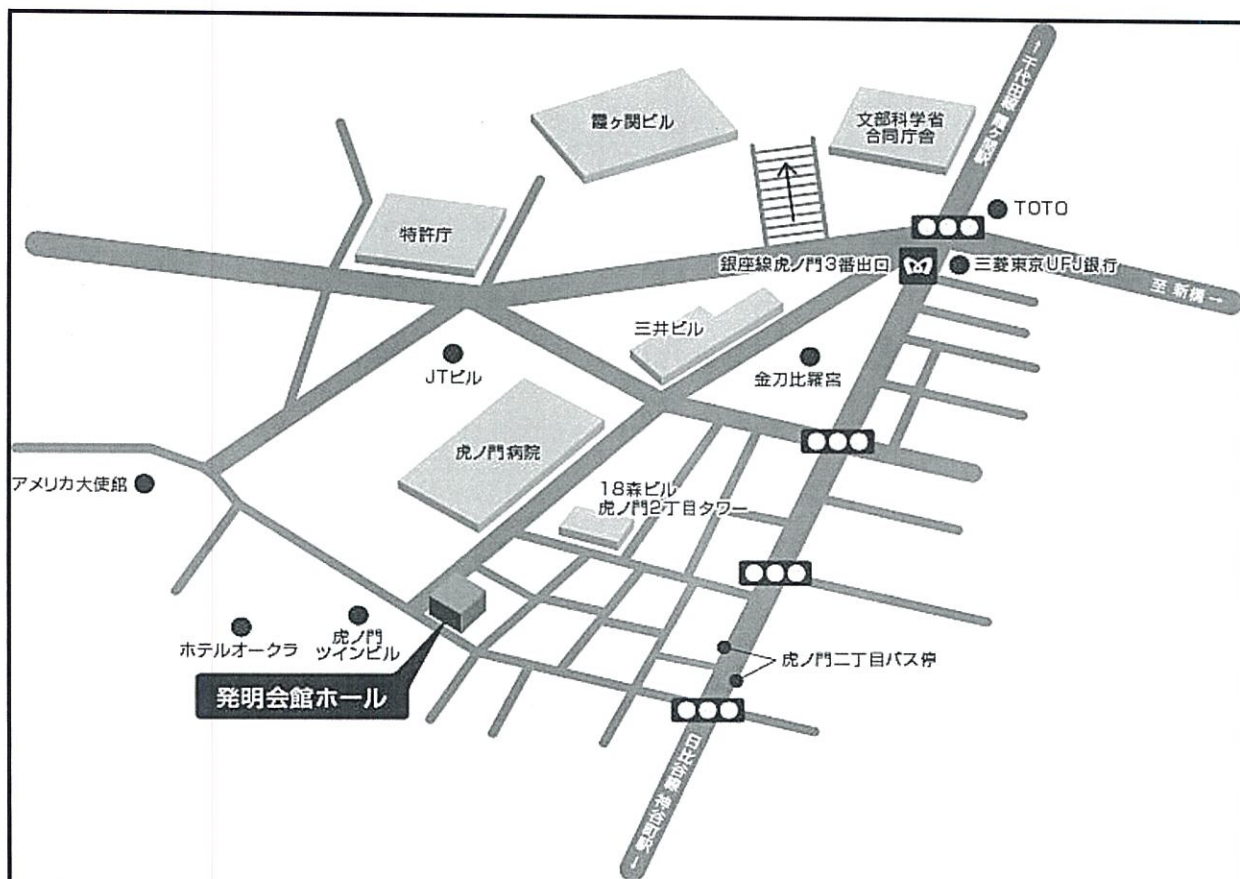 ↑千代田線 霞ヶ関駅
霞ヶ関ビル
文部科学省
合同庁舎
TOTO
特許庁
銀座線虎ノ門3番出口
三菱東京UFJ銀行
至 新橋→
三井ビル
JTビル
金刀比羅宮
虎ノ門病院
アメリカ大使館
18森ビル
虎ノ門2丁目タワー
ホテルオークラ
虎ノ門
ツインビル
虎ノ門二丁目バス停
発明会館ホール
日比谷線 神谷町駅↓